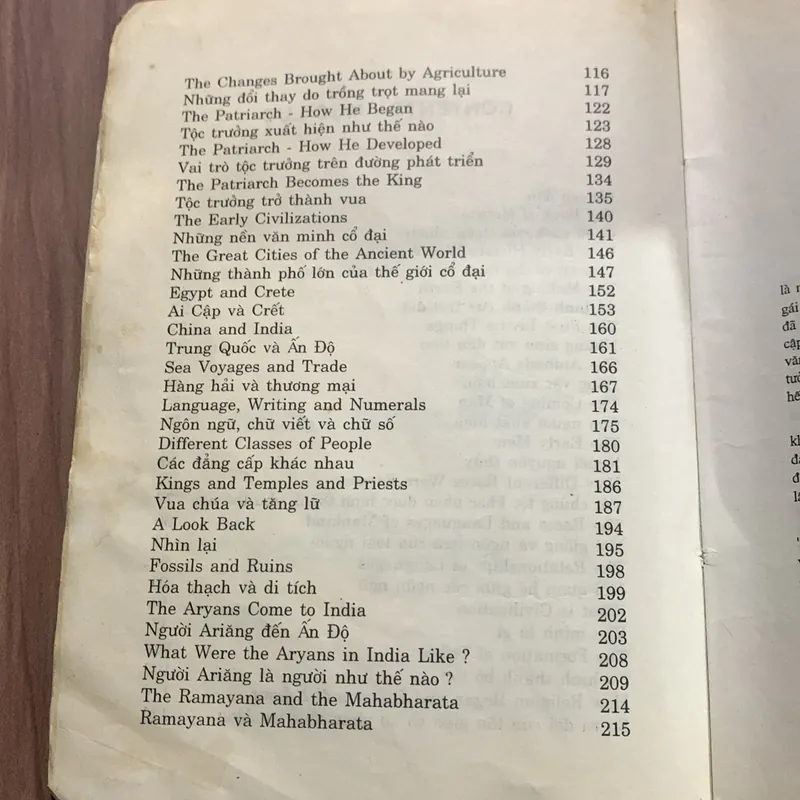 The Changes Brought About by Agriculture 116
Những đổi thay do trồng trọt mang lại 117
The Patriarch - How He Began 122
Tộc trưởng xuất hiện như thế nào 123
The Patriarch - How He Developed 128
Vai trò tộc trưởng trên đường phát triển 129
The Patriarch Becomes the King 134
Tộc trưởng trở thành vua 135
The Early Civilizations 140
Những nền văn minh cổ đại 141
The Great Cities of the Ancient World 146
Những thành phố lớn của thế giới cổ đại 147
Egypt and Crete 152
Ai Cập và Crết 153
China and India 160
Trung Quốc và Ấn Độ 161
Sea Voyages and Trade 166
Hàng hải và thương mại 167
Language, Writing and Numerals 174
Ngôn ngữ, chữ viết và chữ số 175
Different Classes of People 180
Các đẳng cấp khác nhau 181
Kings and Temples and Priests 186
Vua chúa và tăng lữ 187
A Look Back 194
Nhìn lại 195
Fossils and Ruins 198
Hóa thạch và di tích 199
The Aryans Come to India 202
Người Ariăng đến Ấn Độ 203
What Were the Aryans in India Like ? 208
Người Ariăng là người như thế nào ? 209
The Ramayana and the Mahabharata 214
Ramayana và Mahabharata 215
là
gái
đã
cập